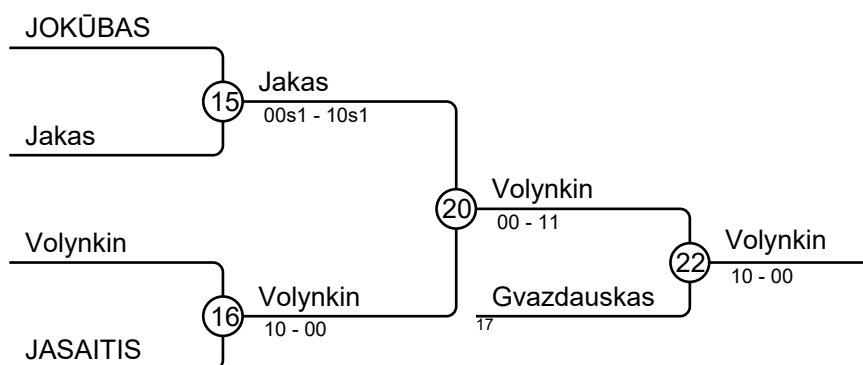 JOKŪBAS
15
Jakas
00s1 - 10s1
Jakas
20
Volynkin
00 - 11
Volynkin
22
Volynkin
10 - 00
16
Volynkin
10 - 00
Gvazdauskas
17
JASAITIS